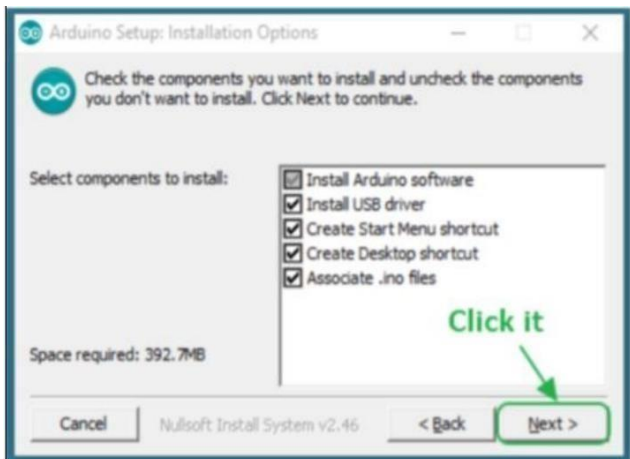 Arduino Setup: Installation Options
Check the components you want to install and uncheck the components
you don't want to install. Click Next to continue.
Select components to install:
Install Arduino software
Install USB driver
Create Start Menu shortcut
Create Desktop shortcut
Associate .ino files
Click it
Space required: 392.7MB
Cancel
Nullsoft Install System v2.46
< Back
Next >